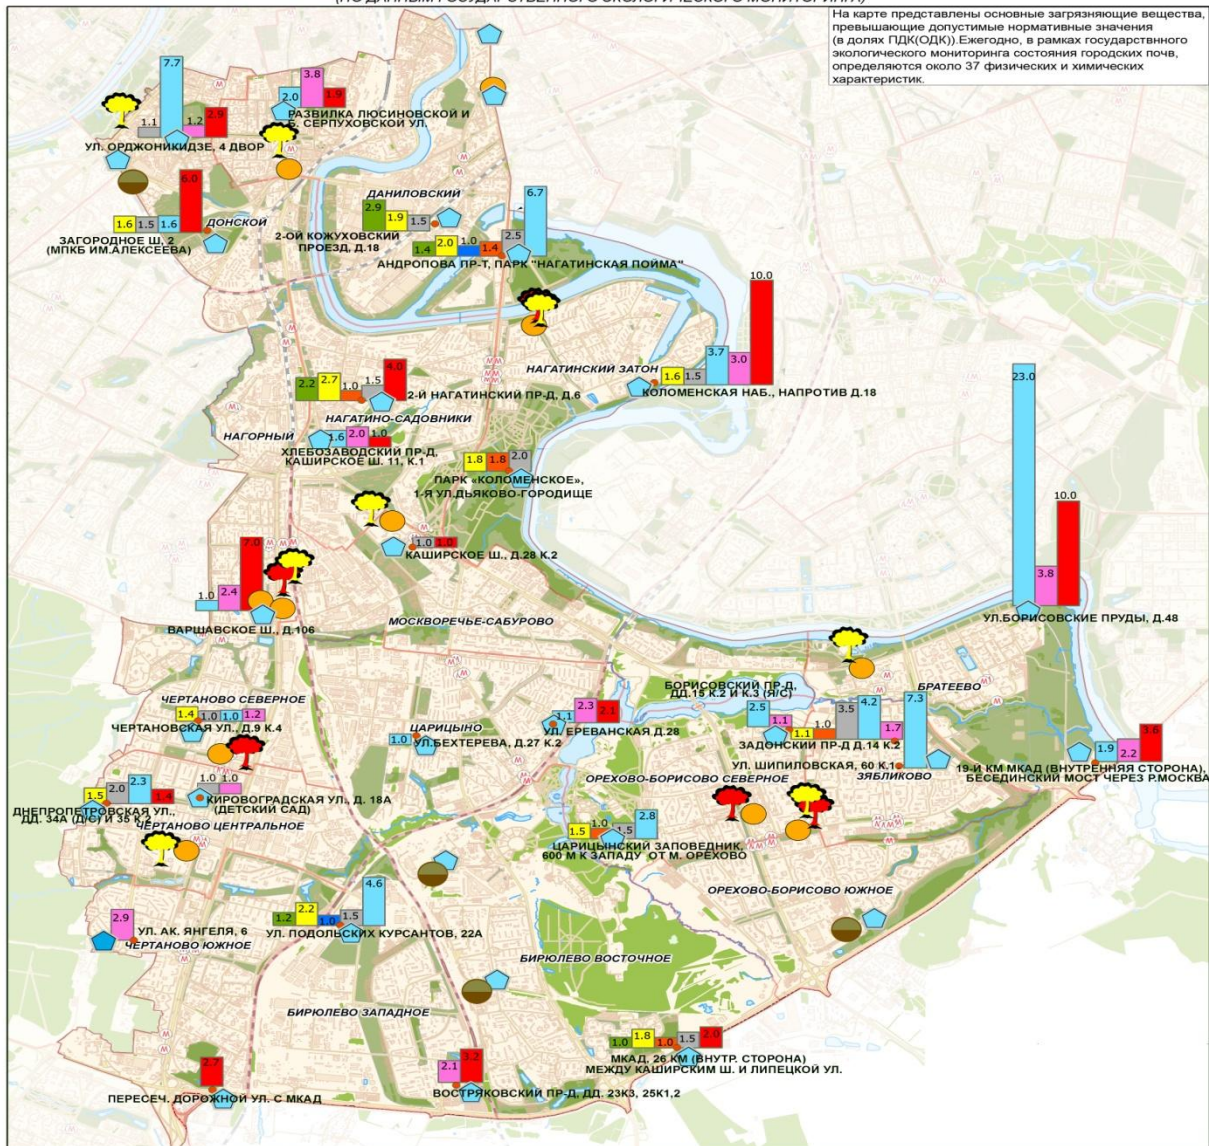 (ПО ДАННЫМ ГОСУДАРСТВЕННОГО ЭКОЛОГИЧЕСКОГО МОНИТОРИНГА)
На карте представлены основные загрязняющие вещества,
превышающие допустимые нормативные значения
(в долях ПДК(ОДК)).Ежегодно, в рамках государствнного
экологического мониторинга состояния городских почв,
определяются около 37 физических и химических
характеристик.
1.1 7.7 1.2 2.9
УЛ. ОРДЖОНИКИДЗЕ, 4 ДВОР
2.0 3.8 1.9
РАЗВИЛКА ЛЮСИНОВСКОЙ И
Б. СЕРПУХОВСКОЙ УЛ.
1.6 1.5 1.6 6.0
ДОНСКОЙ
ЗАГОРОДНОЕ Ш, 2
(МПКБ ИМ.АЛЕКСЕЕВА)
ДАНИЛОВСКИЙ
2.9 1.9 1.5
2-ОЙ КОЖУХОВСКИЙ
ПРОЕЗД, Д.18
1.4 2.0 1.0 1.4 2.5 6.7
АНДРОПОВА ПР-Т, ПАРК "НАГАТИНСКАЯ ПОЙМА"
НАГАТИНСКИЙ ЗАТОН
1.6 1.5 3.7 3.0 10.0
КОЛОМЕНСКАЯ НАБ., НАПРОТИВ Д.18
2.2 2.7 1.0 1.5 4.0
2-Й НАГАТИНСКИЙ ПР-Д, Д.6
НАГАТИНО-САДОВНИКИ
НАГОРНЫЙ
1.6 2.0 1.0
ХЛЕБОЗАВОДСКИЙ ПР-Д,
КАШИРСКОЕ Ш. 11, К.1
1.8 1.8 2.0
ПАРК «КОЛОМЕНСКОЕ»,
1-Я УЛ.ДЬЯКОВО-ГОРОДИЩЕ
1.0 1.0
КАШИРСКОЕ Ш., Д.28 К.2
23.0 3.8 10.0
УЛ.БОРИСОВСКИЕ ПРУДЫ, Д.48
1.0 2.4 7.0
ВАРШАВСКОЕ Ш., Д.106
МОСКВОРЕЧЬЕ-САБУРОВО
БРАТЕЕВО
ЧЕРТАНОВО СЕВЕРНОЕ
1.4 1.0 1.0 1.2
ЧЕРТАНОВСКАЯ УЛ., Д.9 К.4
ЦАРИЦЫНО
1.0
УЛ.БЕХТЕРЕВА, Д.27 К.2
1.1 2.3 2.1
УЛ. ЕРЕВАНСКАЯ Д.28
БОРИСОВСКИЙ ПР-Д,
ДД.15 К.2 И К.3 (Я/С)
2.5 1.1
1.1 1.0 3.5 4.2 1.7
ЗАДОНСКИЙ ПР-Д Д.14 К.2
7.3
УЛ. ШИПИЛОВСКАЯ, 60 К.1
ЗЯБЛИКОВО
1.9 2.2 3.6
19-Й КМ МКАД (ВНУТРЕННЯЯ СТОРОНА),
БЕСЕДИНСКИЙ МОСТ ЧЕРЕЗ Р.МОСКВА
ОРЕХОВО-БОРИСОВО СЕВЕРНОЕ
1.5 2.0 2.3 1.4
ДНЕПРОПЕТРОВСКАЯ УЛ.,
ДД. 34А (Д/С) И 35 К.2
1.0 1.0
КИРОВОГРАДСКАЯ УЛ., Д. 18А
(ДЕТСКИЙ САД)
ЧЕРТАНОВО ЦЕНТРАЛЬНОЕ
1.5 1.0 1.5 2.8
ЦАРИЦЫНСКИЙ ЗАПОВЕДНИК,
600 М К ЗАПАДУ ОТ М. ОРЕХОВО
ОРЕХОВО-БОРИСОВО ЮЖНОЕ
2.9
УЛ. АК. ЯНГЕЛЯ, 6
ЧЕРТАНОВО ЮЖНОЕ
1.2 2.2 1.0 1.5 4.6
УЛ. ПОДОЛЬСКИХ КУРСАНТОВ, 22А
БИРЮЛЕВО ВОСТОЧНОЕ
БИРЮЛЕВО ЗАПАДНОЕ
1.0 1.8 1.0 1.5 2.0
МКАД, 26 КМ (ВНУТР. СТОРОНА)
МЕЖДУ КАШИРСКИМ Ш. И ЛИПЕЦКОЙ УЛ.
2.7
ПЕРЕСЕЧ. ДОРОЖНОЙ УЛ. С МКАД
2.1 3.2
ВОСТРЯКОВСКИЙ ПР-Д, ДД. 23К3, 25К1,2